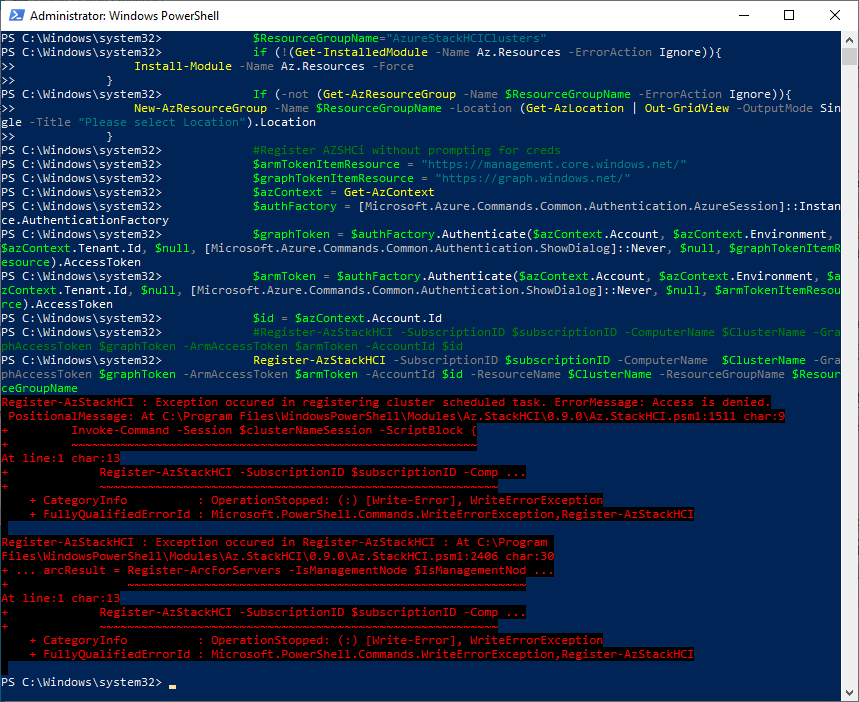 Administrator: Windows PowerShell
PS C:\Windows\system32>             $ResourceGroupName="AzureStackHCIClusters"
PS C:\Windows\system32>             if (!(Get-InstalledModule -Name Az.Resources -ErrorAction Ignore)){
>>                 Install-Module -Name Az.Resources -Force
>>             }
PS C:\Windows\system32>             If (-not (Get-AzResourceGroup -Name $ResourceGroupName -ErrorAction Ignore)){
>>                 New-AzResourceGroup -Name $ResourceGroupName -Location (Get-AzLocation | Out-GridView -OutputMode Sin
gle -Title "Please select Location").Location
>>             }
PS C:\Windows\system32>             #Register AZSHCi without prompting for creds
PS C:\Windows\system32>             $armTokenItemResource = "https://management.core.windows.net/"
PS C:\Windows\system32>             $graphTokenItemResource = "https://graph.windows.net/"
PS C:\Windows\system32>             $azContext = Get-AzContext
PS C:\Windows\system32>             $authFactory = [Microsoft.Azure.Commands.Common.Authentication.AzureSession]::Instan
ce.AuthenticationFactory
PS C:\Windows\system32>             $graphToken = $authFactory.Authenticate($azContext.Account, $azContext.Environment, 
$azContext.Tenant.Id, $null, [Microsoft.Azure.Commands.Common.Authentication.ShowDialog]::Never, $null, $graphTokenItemR
esource).AccessToken
PS C:\Windows\system32>             $armToken = $authFactory.Authenticate($azContext.Account, $azContext.Environment, $a
zContext.Tenant.Id, $null, [Microsoft.Azure.Commands.Common.Authentication.ShowDialog]::Never, $null, $armTokenItemResou
rce).AccessToken
PS C:\Windows\system32>             $id = $azContext.Account.Id
PS C:\Windows\system32>             #Register-AzStackHCI -SubscriptionID $subscriptionID -ComputerName $ClusterName -Gra
phAccessToken $graphToken -ArmAccessToken $armToken -AccountId $id
PS C:\Windows\system32>             Register-AzStackHCI -SubscriptionID $subscriptionID -ComputerName  $ClusterName -Gra
phAccessToken $graphToken -ArmAccessToken $armToken -AccountId $id -ResourceName $ClusterName -ResourceGroupName $Resour
ceGroupName
Register-AzStackHCI : Exception occured in registering cluster scheduled task. ErrorMessage: Access is denied.
 PositionalMessage: At C:\Program Files\WindowsPowerShell\Modules\Az.StackHCI\0.9.0\Az.StackHCI.psm1:1511 char:9
+         Invoke-Command -Session $clusterNameSession -ScriptBlock {
+         ~~~~~~~~~~~~~~~~~~~~~~~~~~~~~~~~~~~~~~~~~~~~~~~~~~~~~~~~~~
At line:1 char:13
+             Register-AzStackHCI -SubscriptionID $subscriptionID -Comp ...
+             ~~~~~~~~~~~~~~~~~~~~~~~~~~~~~~~~~~~~~~~~~~~~~~~~~~~~~~~~~
    + CategoryInfo          : OperationStopped: (:) [Write-Error], WriteErrorException
    + FullyQualifiedErrorId : Microsoft.PowerShell.Commands.WriteErrorException,Register-AzStackHCI
Register-AzStackHCI : Exception occured in Register-AzStackHCI : At C:\Program
Files\WindowsPowerShell\Modules\Az.StackHCI\0.9.0\Az.StackHCI.psm1:2406 char:30
+ ... arcResult = Register-ArcForServers -IsManagementNode $IsManagementNod ...
+                 ~~~~~~~~~~~~~~~~~~~~~~~~~~~~~~~~~~~~~~~~~~~~~~~~~~~~~~~~~
At line:1 char:13
+             Register-AzStackHCI -SubscriptionID $subscriptionID -Comp ...
+             ~~~~~~~~~~~~~~~~~~~~~~~~~~~~~~~~~~~~~~~~~~~~~~~~~~~~~~~~~
    + CategoryInfo          : OperationStopped: (:) [Write-Error], WriteErrorException
    + FullyQualifiedErrorId : Microsoft.PowerShell.Commands.WriteErrorException,Register-AzStackHCI
PS C:\Windows\system32>